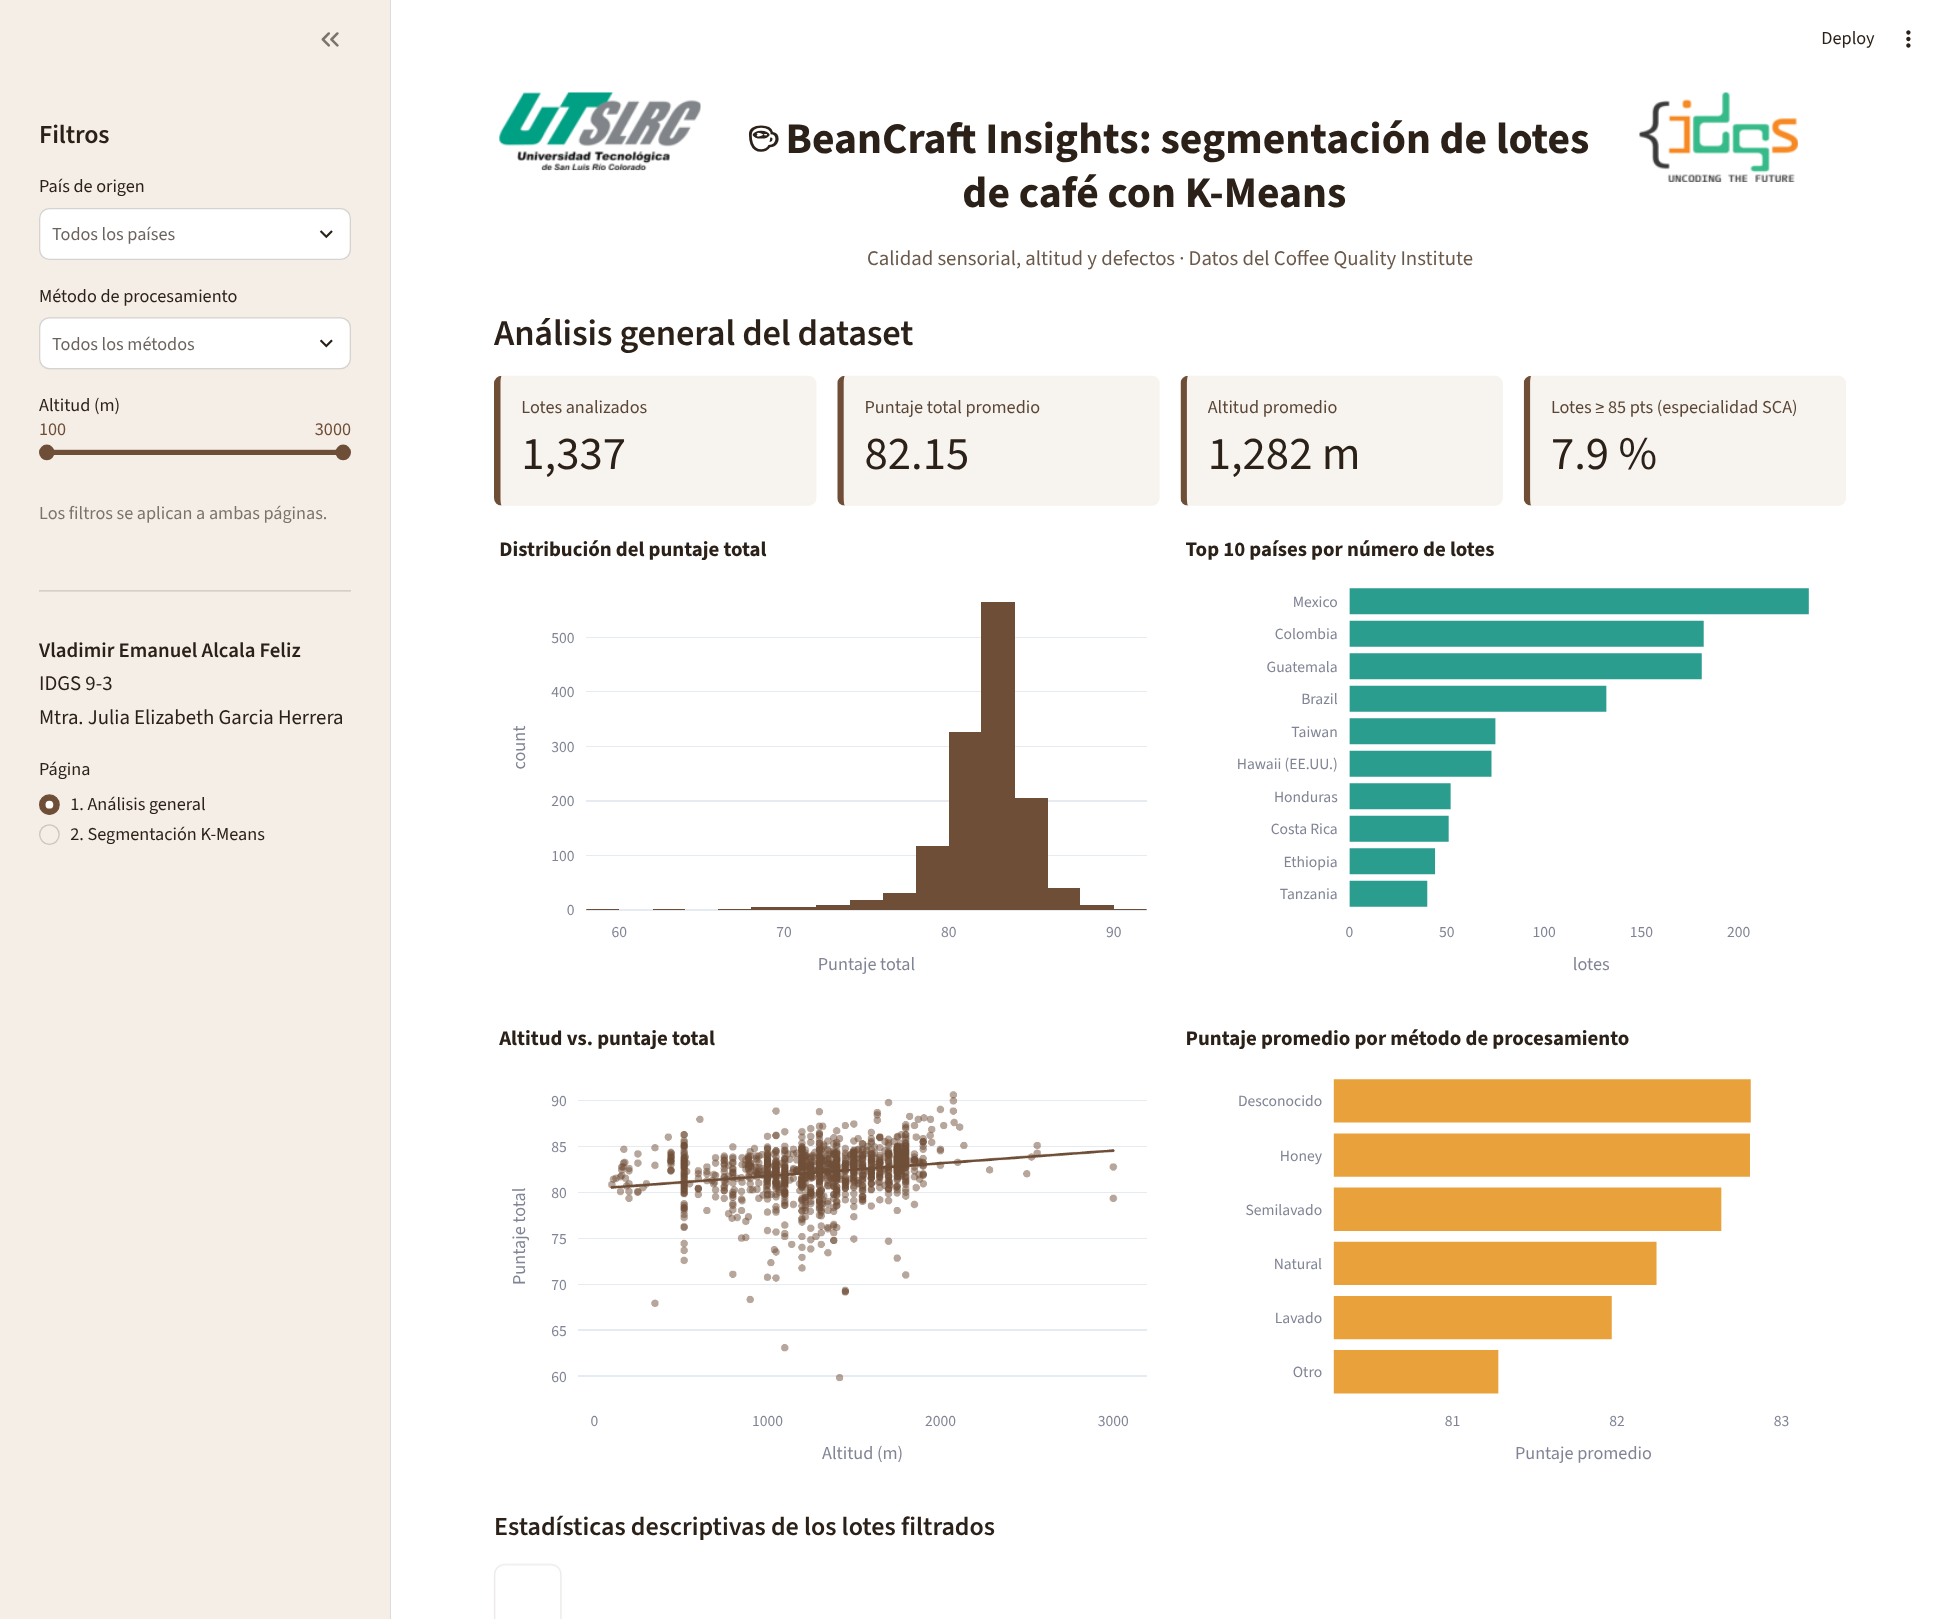 Deploy
Filtros
País de origen
Todos los países
Método de procesamiento
Todos los métodos
Altitud (m)
100 3000
Los filtros se aplican a ambas páginas.
Vladimir Emanuel Alcala Feliz
IDGS 9-3
Mtra. Julia Elizabeth Garcia Herrera
Página
1. Análisis general
2. Segmentación K-Means
UTSLRC
Universidad Tecnológica
de San Luis Río Colorado
BeanCraft Insights: segmentación de lotes
de café con K-Means
{idgs
UNCODING THE FUTURE
Calidad sensorial, altitud y defectos · Datos del Coffee Quality Institute
Análisis general del dataset
Lotes analizados
1,337
Puntaje total promedio
82.15
Altitud promedio
1,282 m
Lotes ≥ 85 pts (especialidad SCA)
7.9 %
Distribución del puntaje total
500
400
300
200
100
0
count
60 70 80 90
Puntaje total
Top 10 países por número de lotes
Mexico
Colombia
Guatemala
Brazil
Taiwan
Hawaii (EE.UU.)
Honduras
Costa Rica
Ethiopia
Tanzania
0 50 100 150 200
lotes
Altitud vs. puntaje total
90
85
80
75
70
65
60
Puntaje total
0 1000 2000 3000
Altitud (m)
Puntaje promedio por método de procesamiento
Desconocido
Honey
Semilavado
Natural
Lavado
Otro
81 82 83
Puntaje promedio
Estadísticas descriptivas de los lotes filtrados